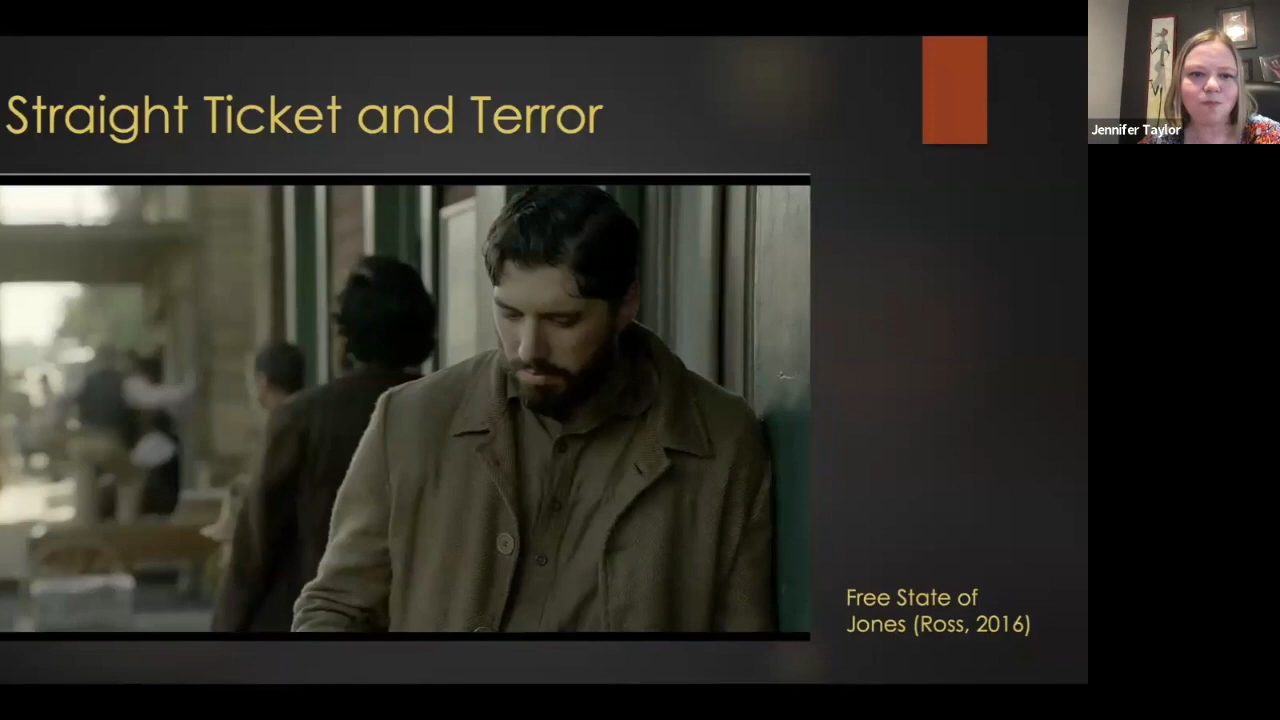 Straight Ticket and Terror
Jennifer Taylor
Free State of
Jones (Ross, 2016)